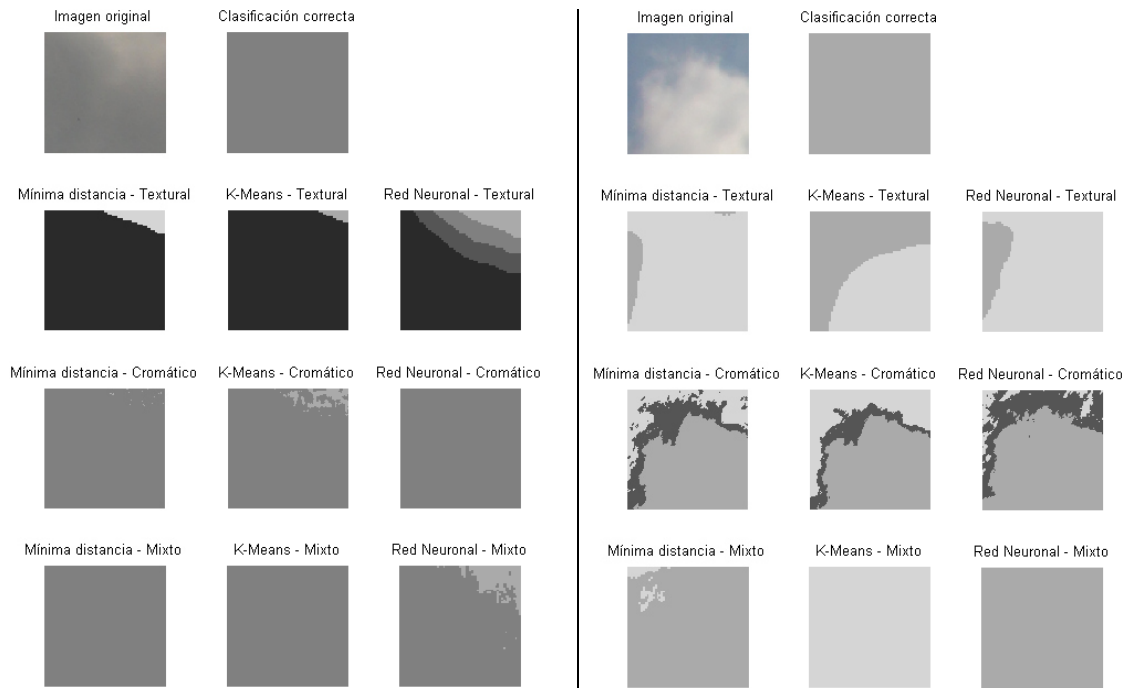 Imagen original
Clasificación correcta
Mínima distancia - Textural
K-Means - Textural
Red Neuronal - Textural
Mínima distancia - Cromático
K-Means - Cromático
Red Neuronal - Cromático
Mínima distancia - Mixto
K-Means - Mixto
Red Neuronal - Mixto
Imagen original
Clasificación correcta
Mínima distancia - Textural
K-Means - Textural
Red Neuronal - Textural
Mínima distancia - Cromático
K-Means - Cromático
Red Neuronal - Cromático
Mínima distancia - Mixto
K-Means - Mixto
Red Neuronal - Mixto